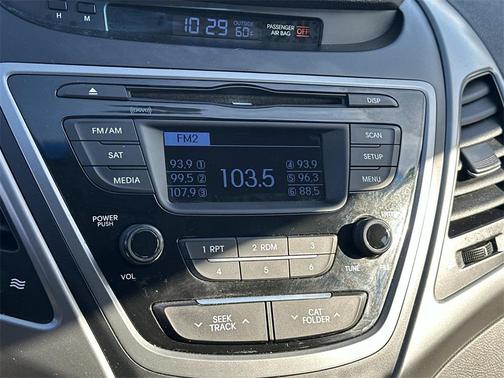 H M 10:29 OUTSIDE 60F PASSENGER AIR BAG OFF
DISP
FM/AM FM2 SCAN
SAT 93.9 1 4 93.9 SETUP
99.5 2 103.5 5 96.3
MEDIA 107.9 3 6 88.5 MENU
POWER PUSH ENTER
1 RPT 2 RDM 3
VOL 4 5 6 TUNE FILE
SEEK TRACK CAT FOLDER